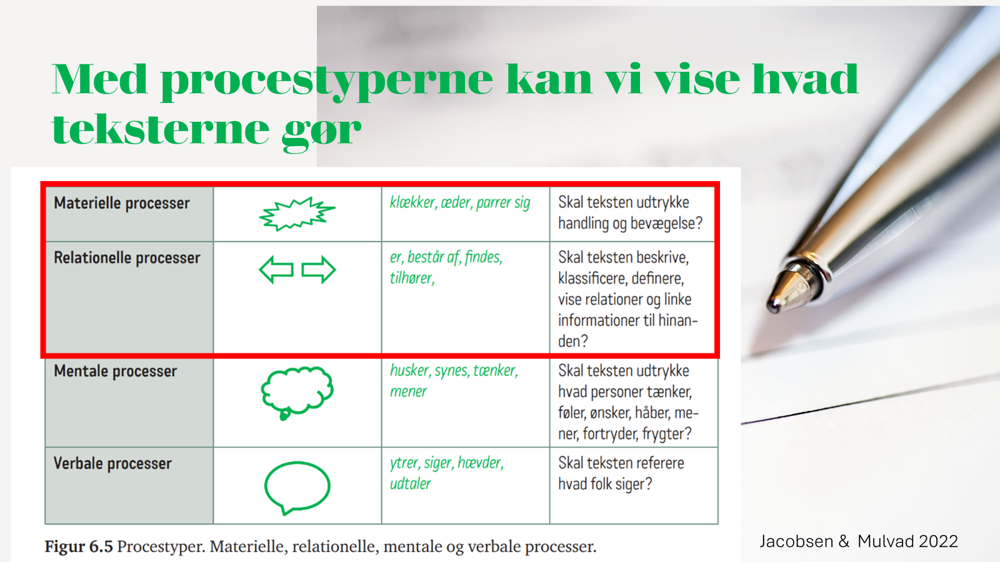 Med procestyperne kan vi vise hvad
teksterne gør
Materielle processer
klækker, æder, parrer sig
Skal teksten udtrykke
handling og bevægelse?
Relationelle processer
er, består af, findes,
tilhører,
Skal teksten beskrive,
klassificere, definere,
vise relationer og linke
informationer til hinan-
den?
Mentale processer
husker, synes, tænker,
mener
Skal teksten udtrykke
hvad personer tænker,
føler, ønsker, håber, me-
ner, fortryder, frygter?
Verbale processer
ytrer, siger, hævder,
udtaler
Skal teksten referere
hvad folk siger?
Figur 6.5 Procestyper. Materielle, relationelle, mentale og verbale processer.
Jacobsen & Mulvad 2022